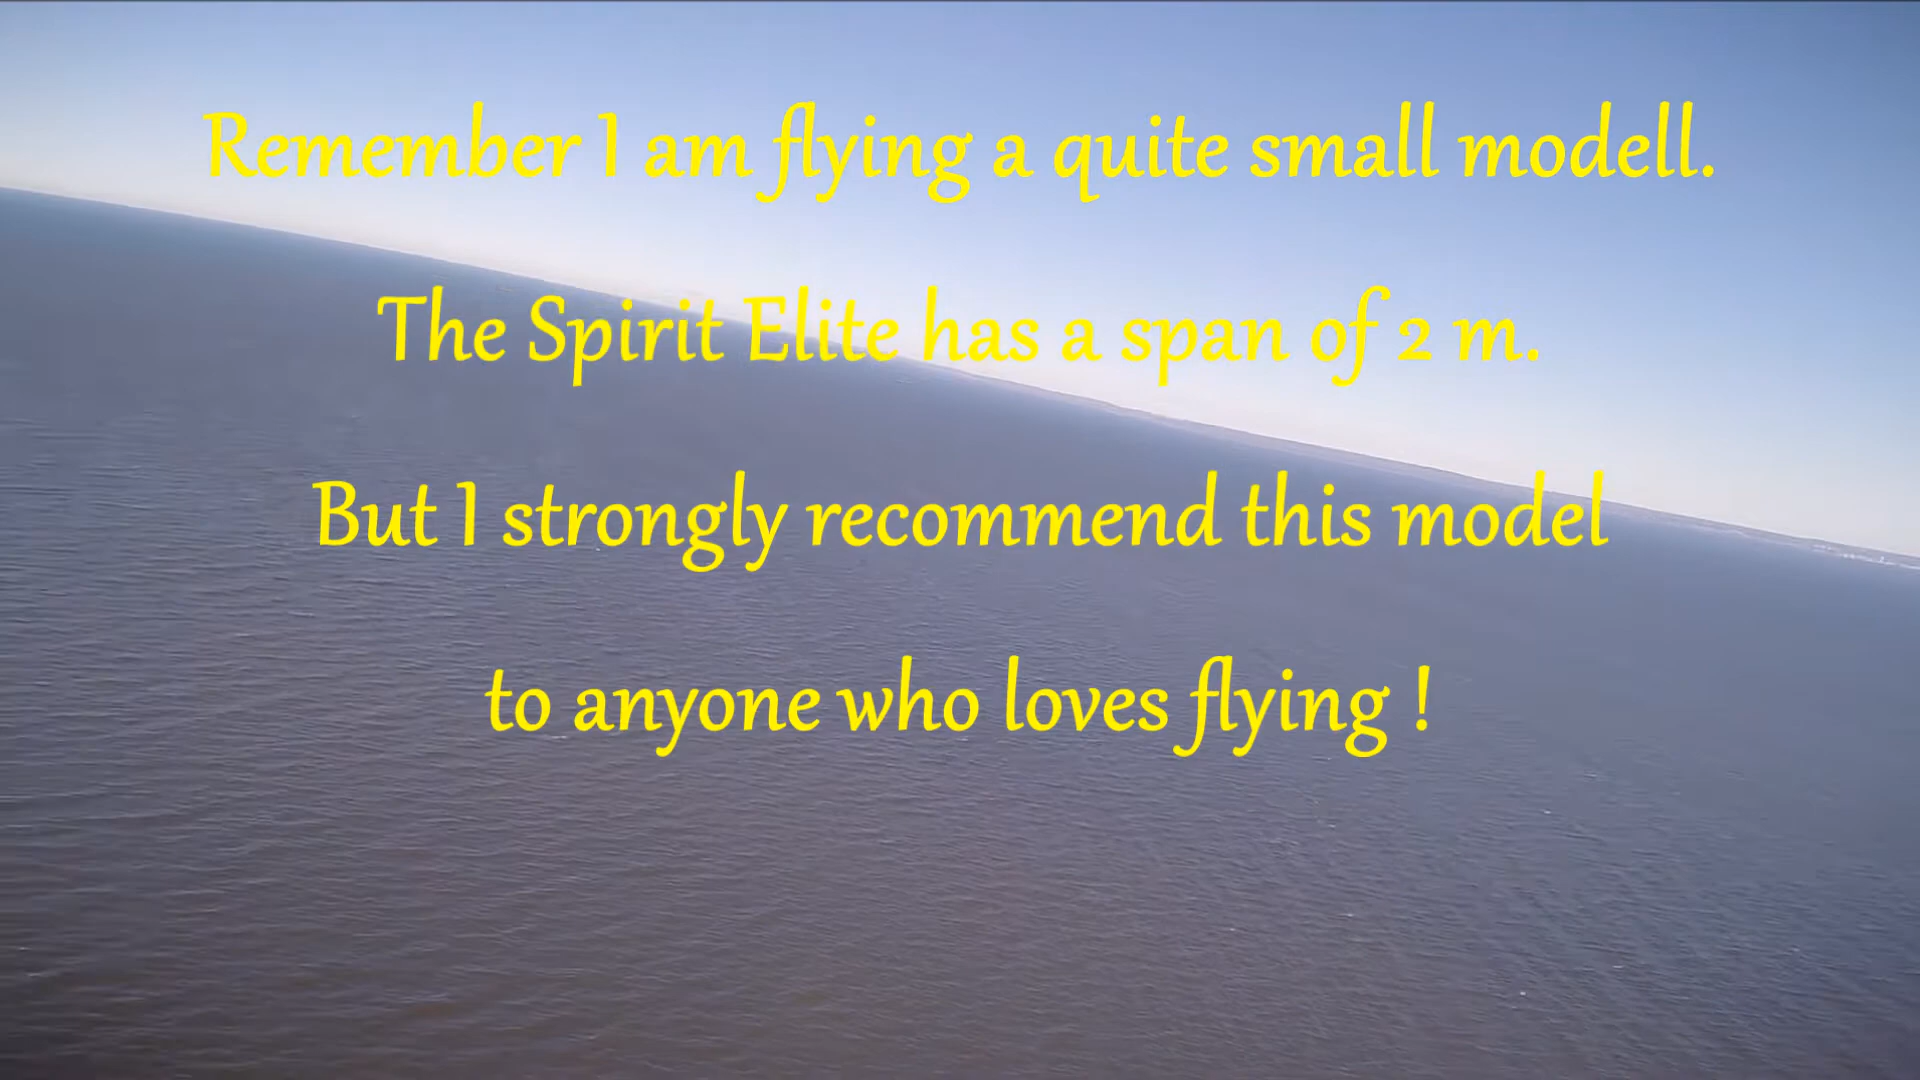 Remember I am flying a quite small modell.
The Spirit Elite has a span of 2 m.
But I strongly recommend this model
to anyone who loves flying !